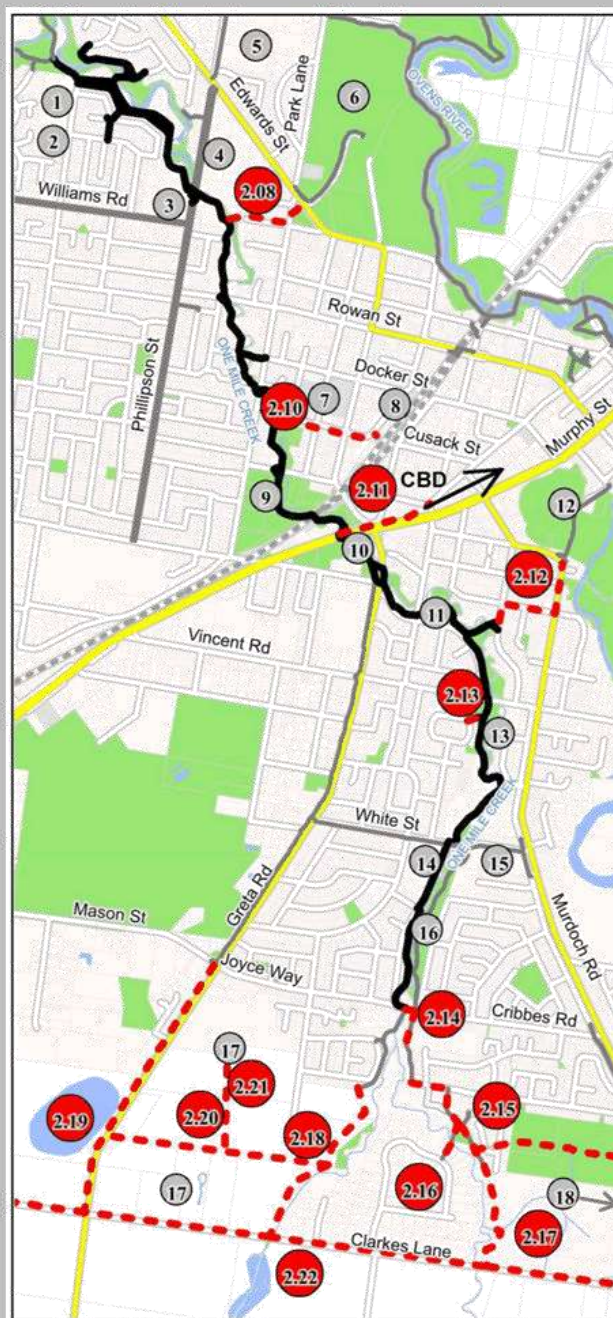 5
6
OVENS RIVER
Park Lane
Edwards St
1
2
4
Williams Rd
3
2.08
Rowan St
Phillipson St
ONE MILE CREEK
Docker St
7
8
2.10
Cusack St
Murphy St
CBD
2.11
9
12
10
2.12
11
Vincent Rd
2.13
13
ONE MILE CREEK
White St
14
15
Greta Rd
Murdoch Rd
Mason St
16
Joyce Way
2.14
Cribbes Rd
17
2.21
2.19
2.20
2.15
2.18
2.16
17
18
2.17
Clarkes Lane
2.22